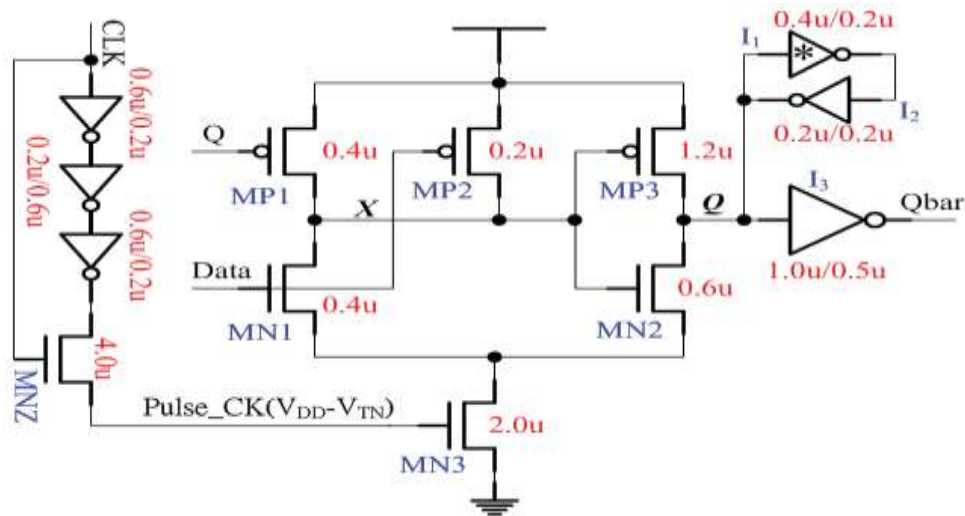 CLK
0.6u/0.2u
0.2u/0.6u
0.6u/0.2u
4.0u
MNZ
Q
0.4u
MP1
0.2u
MP2
1.2u
MP3
X
Q
Data
0.4u
MN1
0.6u
MN2
Pulse_CK(VDD-VTN)
2.0u
MN3
0.4u/0.2u
I1
*
I2
0.2u/0.2u
I3
Qbar
1.0u/0.5u